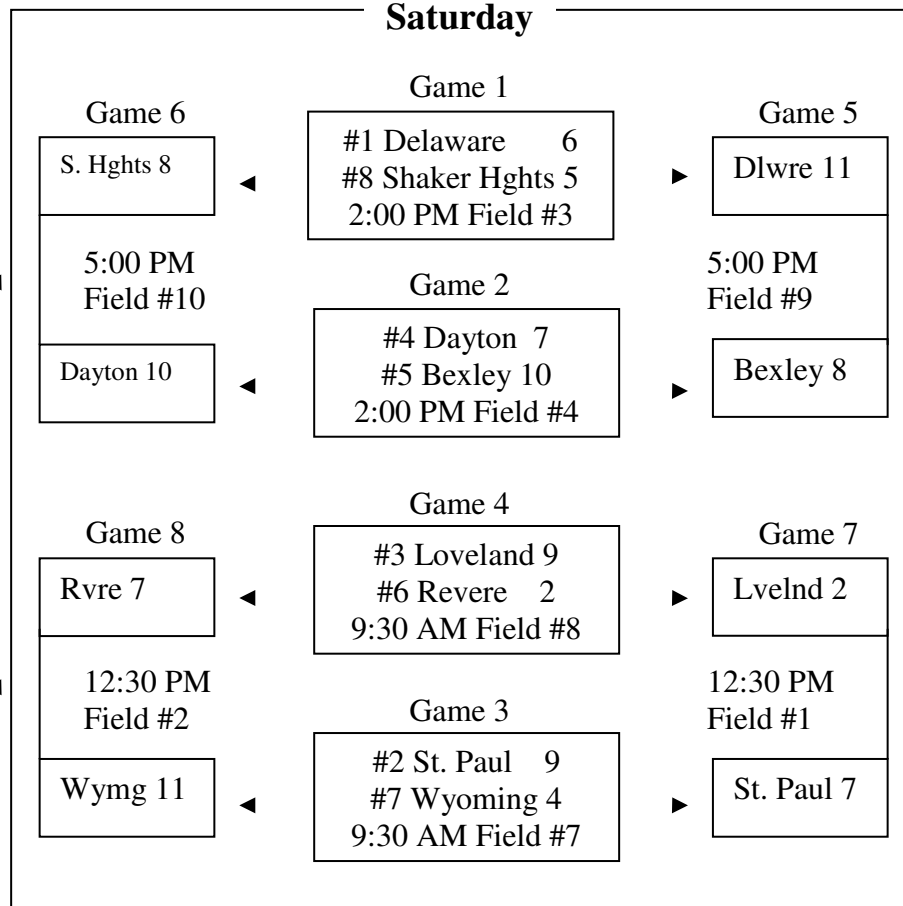 Saturday
Game 1
Game 6
Game 5
#1 Delaware 6
#8 Shaker Hghts 5
2:00 PM Field #3
S. Hghts 8
Dlwre 11
5:00 PM
Field #10
5:00 PM
Field #9
Game 2
#4 Dayton 7
#5 Bexley 10
2:00 PM Field #4
Dayton 10
Bexley 8
Game 4
Game 8
Game 7
#3 Loveland 9
#6 Revere 2
9:30 AM Field #8
Rvre 7
Lvelnd 2
12:30 PM
Field #2
12:30 PM
Field #1
Game 3
#2 St. Paul 9
#7 Wyoming 4
9:30 AM Field #7
Wymg 11
St. Paul 7